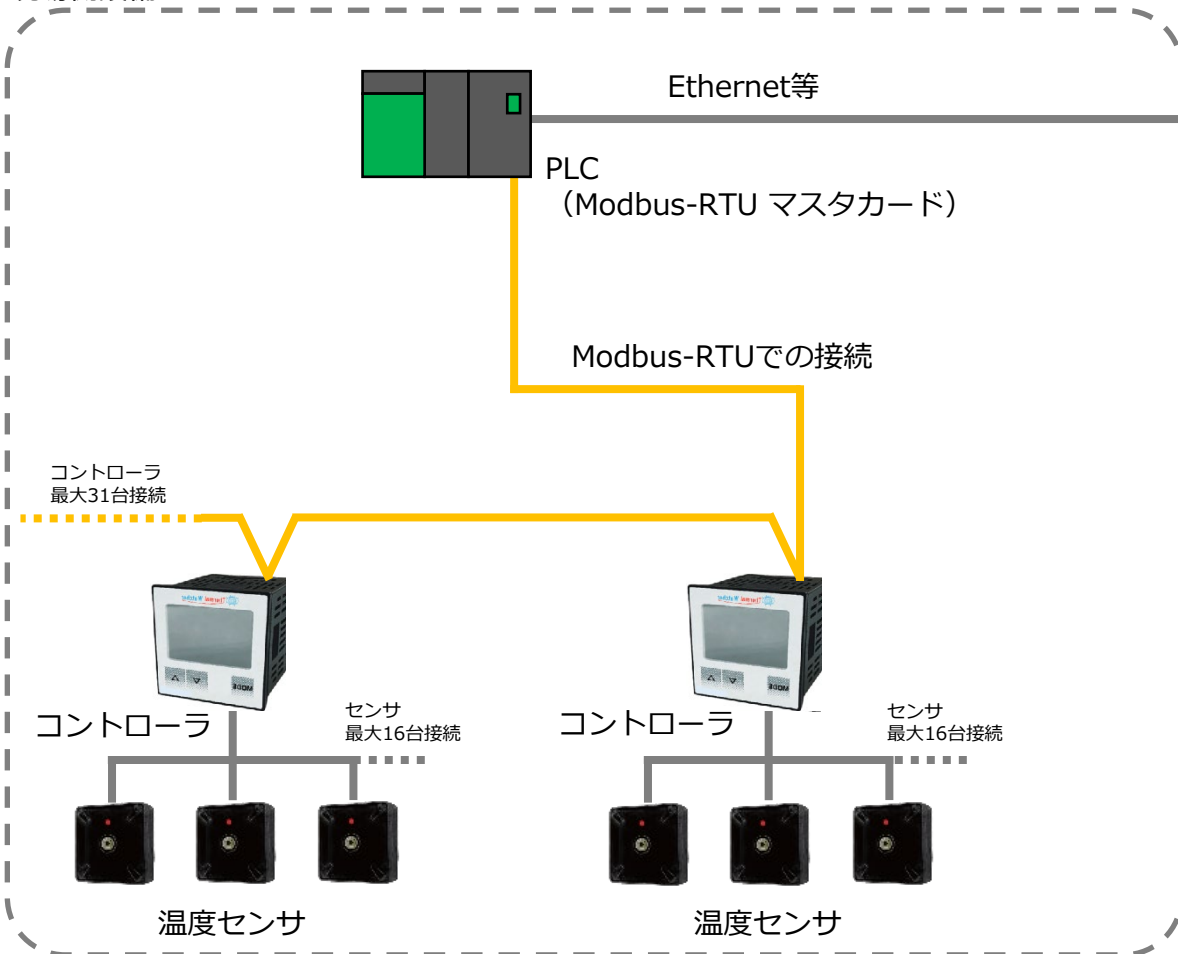 Ethernet等
PLC
（Modbus-RTU マスタカード）
Modbus-RTUでの接続
コントローラ
最大31台接続
MODE
MODE
コントローラ
センサ
最大16台接続
コントローラ
センサ
最大16台接続
温度センサ
温度センサ